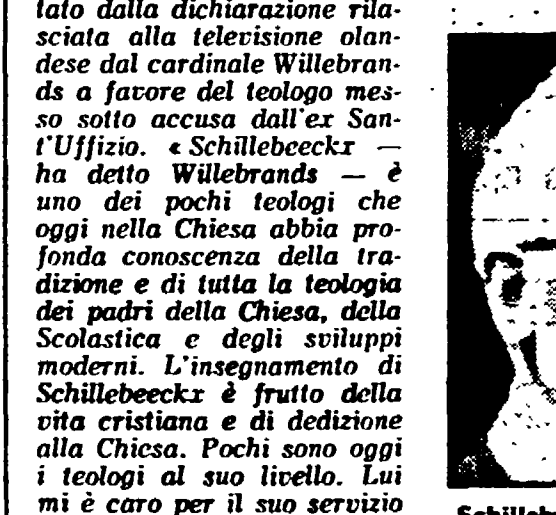 tato dalla dichiarazione rila-
sciata alla televisione olan-
dese dal cardinale Willebran-
ds a favore del teologo mes-
so sotto accusa dall'ex San-
t'Uffizio. « Schillebeeckx —
ha detto Willebrands — è
uno dei pochi teologi che
oggi nella Chiesa abbia pro-
fonda conoscenza della tra-
dizione e di tutta la teologia
dei padri della Chiesa, della
Scolastica e degli sviluppi
moderni. L'insegnamento di
Schillebeeckx è frutto della
vita cristiana e di dedizione
alla Chiesa. Pochi sono oggi
i teologi al suo livello. Lui
mi è caro per il suo servizio